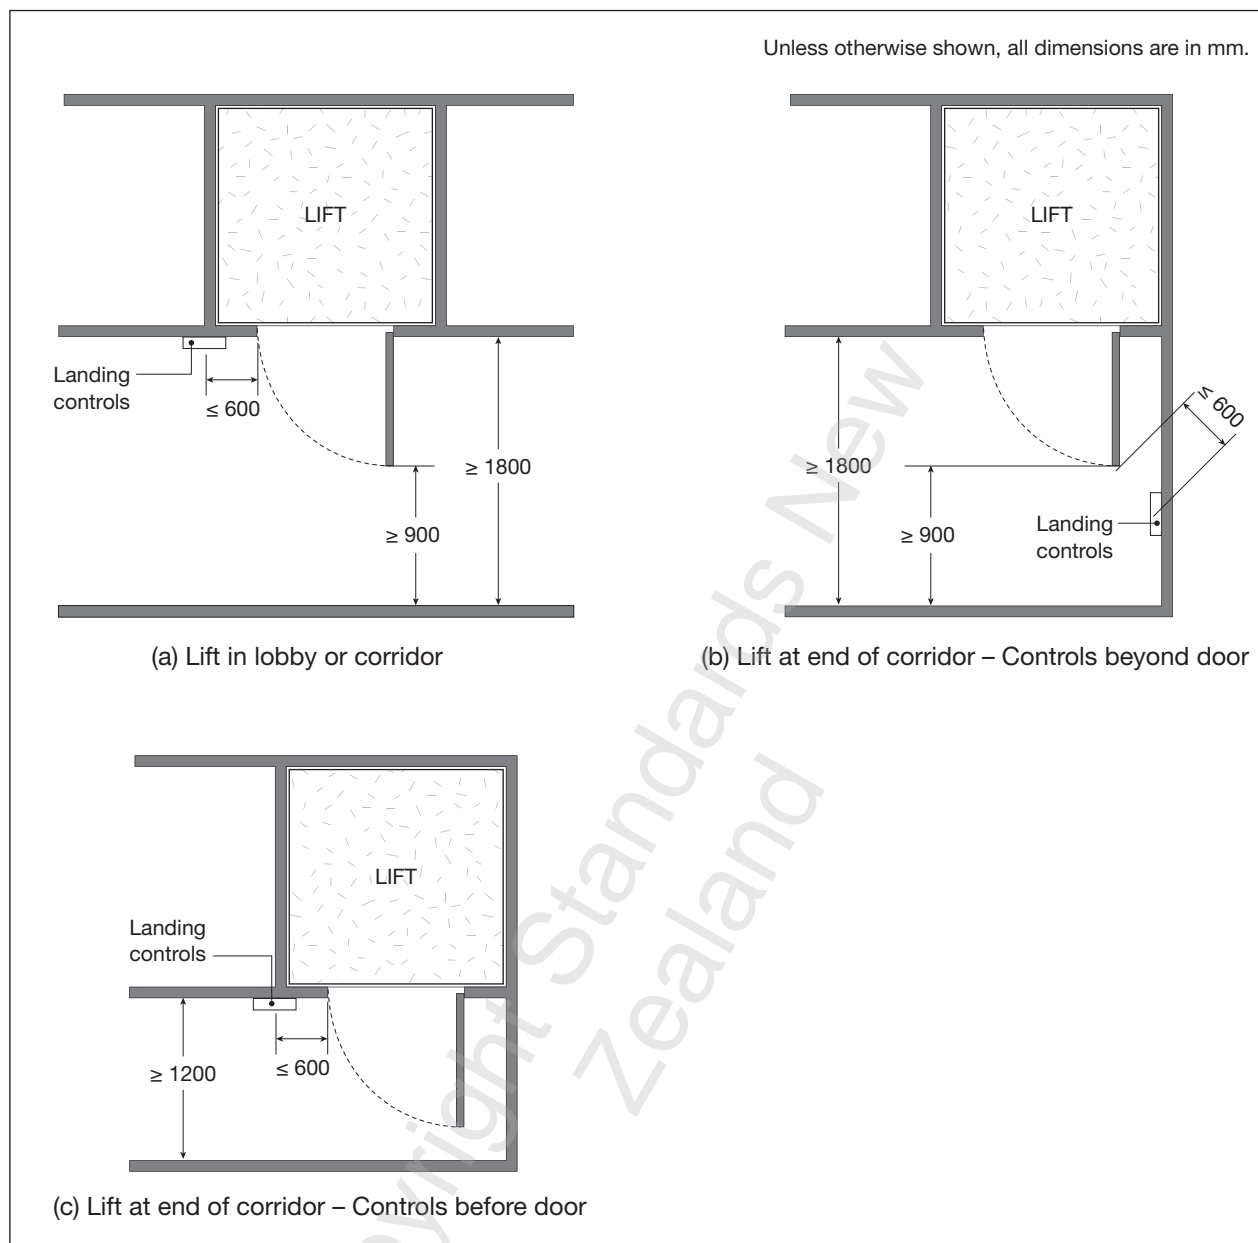 Unless otherwise shown, all dimensions are in mm.
LIFT
Landing
controls
≤ 600
≥ 1800
≥ 900
(a) Lift in lobby or corridor
LIFT
≤ 600
≥ 1800
≥ 900
Landing
controls
(b) Lift at end of corridor – Controls beyond door
LIFT
Landing
controls
≥ 1200
≤ 600
(c) Lift at end of corridor – Controls before door
yright Standards New
Zealand